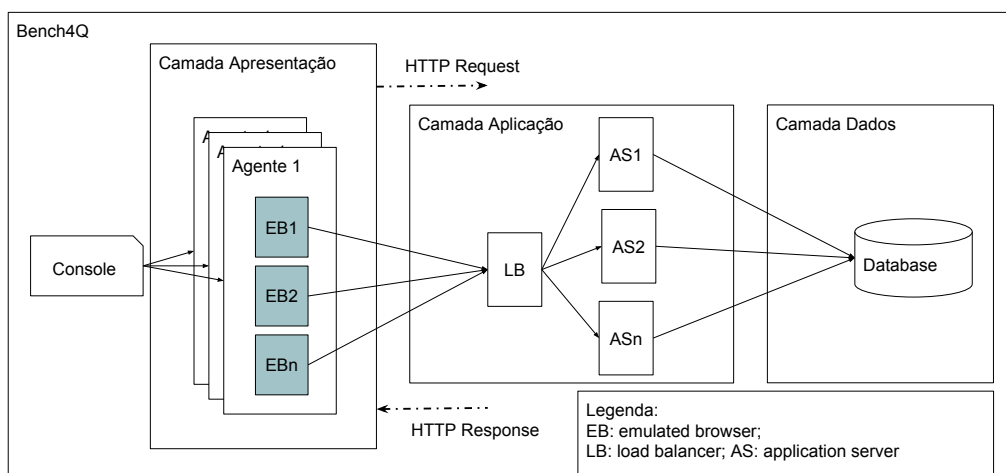 Bench4Q
Camada Apresentação
HTTP Request
Camada Aplicação
Camada Dados
Agente 1
EB1
EB2
EBn
Console
LB
AS1
AS2
ASn
Database
HTTP Response
Legenda:
EB: emulated browser;
LB: load balancer; AS: application server